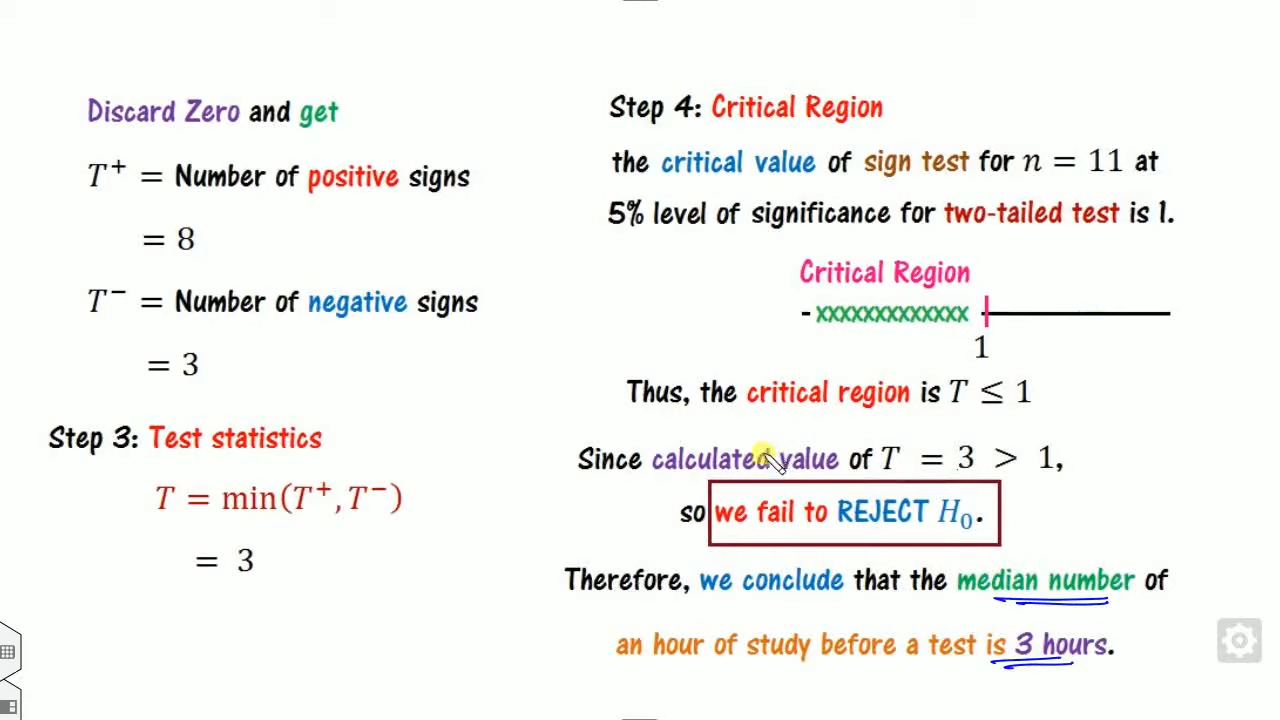 Discard Zero and get
T⁺ = Number of positive signs
= 8
T⁻ = Number of negative signs
= 3
Step 3: Test statistics
T = min(T⁺, T⁻)
= 3
Step 4: Critical Region
the critical value of sign test for n = 11 at
5% level of significance for two-tailed test is 1.
Critical Region
xxxxxxxxxxxxx
1
Thus, the critical region is T ≤ 1
Since calculated value of T = 3 > 1,
so we fail to REJECT H₀.
Therefore, we conclude that the median number of
an hour of study before a test is 3 hours.